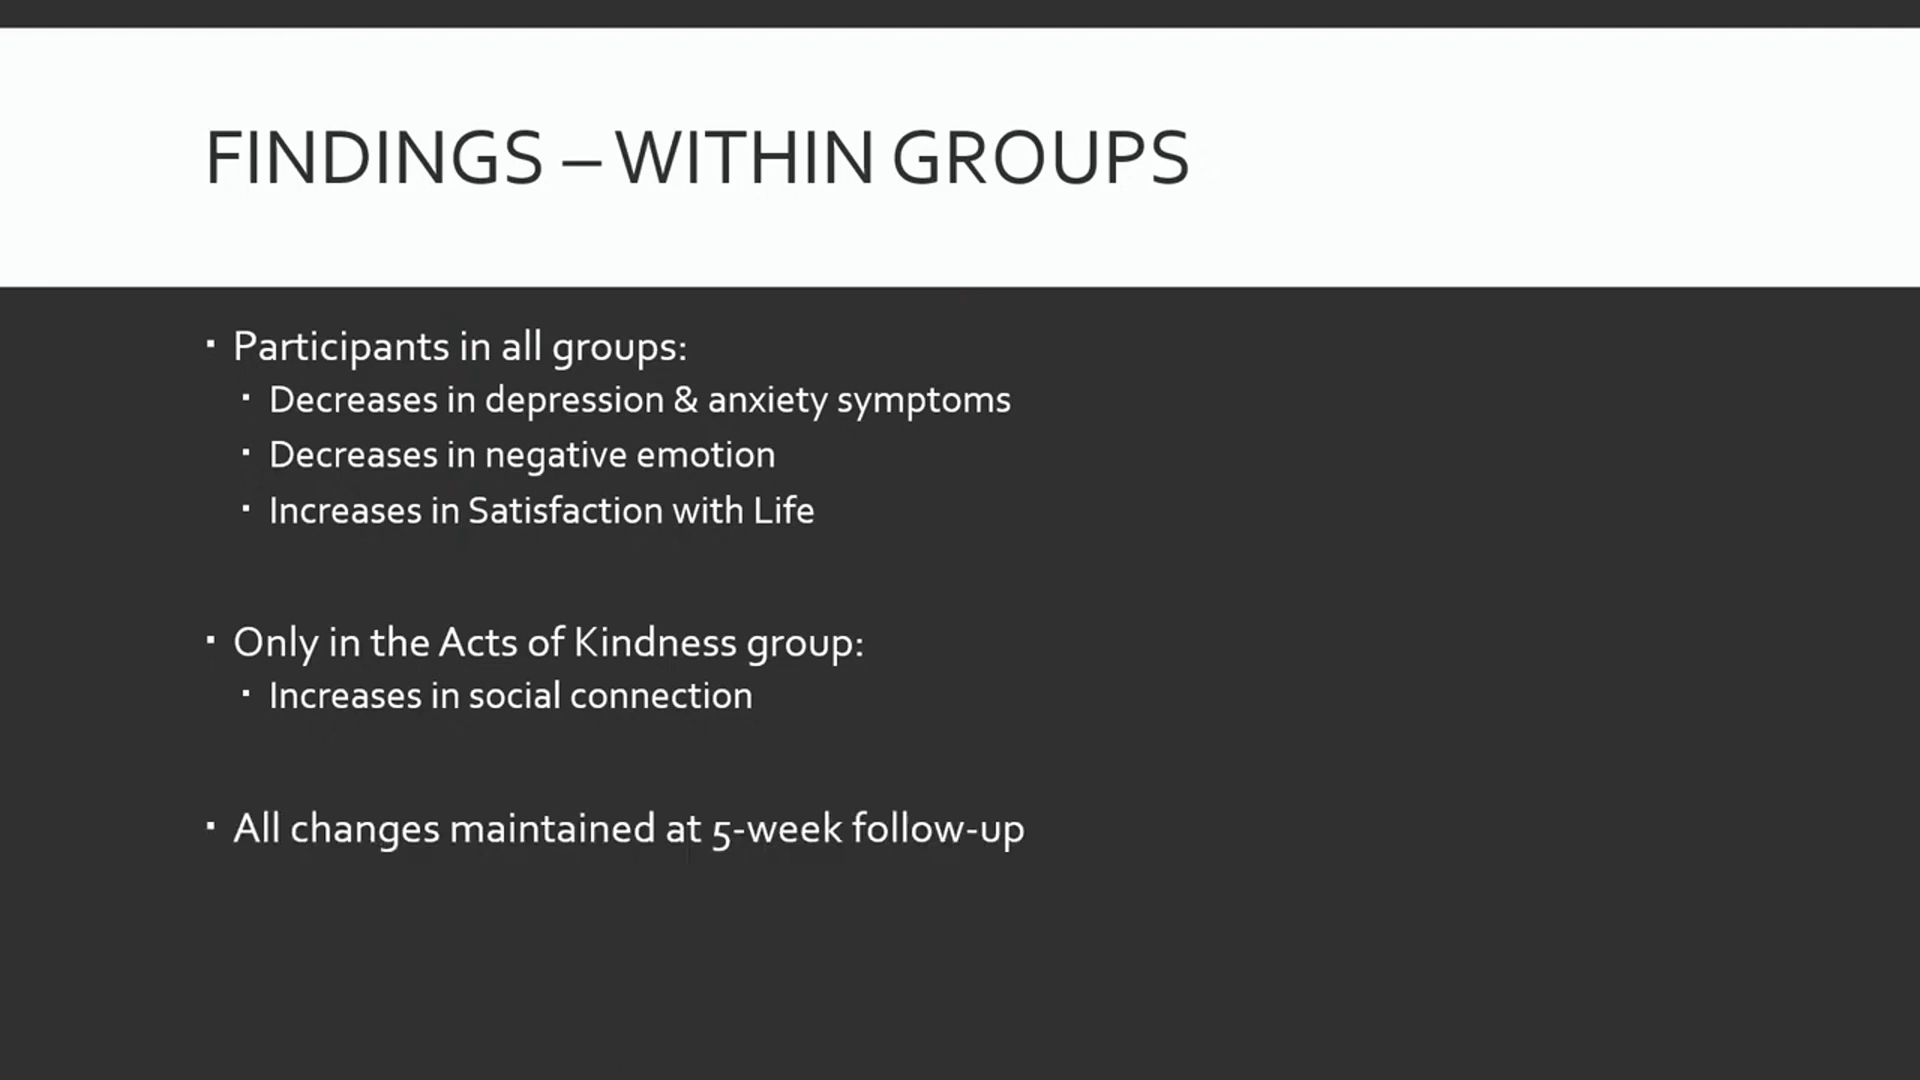 FINDINGS – WITHIN GROUPS
▪ Participants in all groups:
▪ Decreases in depression & anxiety symptoms
▪ Decreases in negative emotion
▪ Increases in Satisfaction with Life
▪ Only in the Acts of Kindness group:
▪ Increases in social connection
▪ All changes maintained at 5-week follow-up